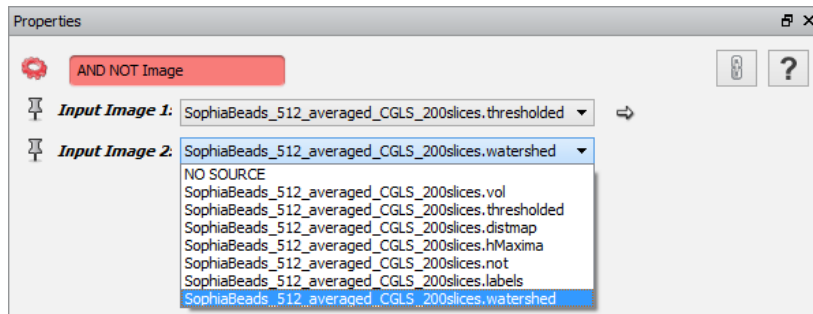 Properties
AND NOT Image
?
Input Image 1: SophiaBeads_512_averaged_CGLS_200slices.thresholded
Input Image 2: SophiaBeads_512_averaged_CGLS_200slices.watershed
NO SOURCE
SophiaBeads_512_averaged_CGLS_200slices.vol
SophiaBeads_512_averaged_CGLS_200slices.thresholded
SophiaBeads_512_averaged_CGLS_200slices.distmap
SophiaBeads_512_averaged_CGLS_200slices.hMaxima
SophiaBeads_512_averaged_CGLS_200slices.not
SophiaBeads_512_averaged_CGLS_200slices.labels
SophiaBeads_512_averaged_CGLS_200slices.watershed